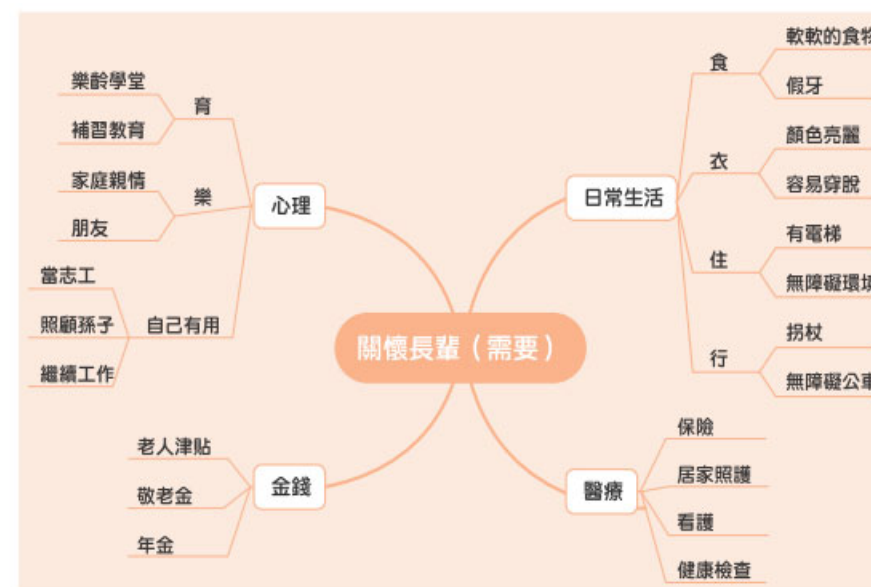 關懷長輩（需要）
心理
育
樂齡學堂
補習教育
樂
家庭親情
朋友
自己有用
當志工
照顧孫子
繼續工作
金錢
老人津貼
敬老金
年金
日常生活
食
軟軟的食物
假牙
衣
顏色亮麗
容易穿脫
住
有電梯
無障礙環境
行
拐杖
無障礙公車
醫療
保險
居家照護
看護
健康檢查